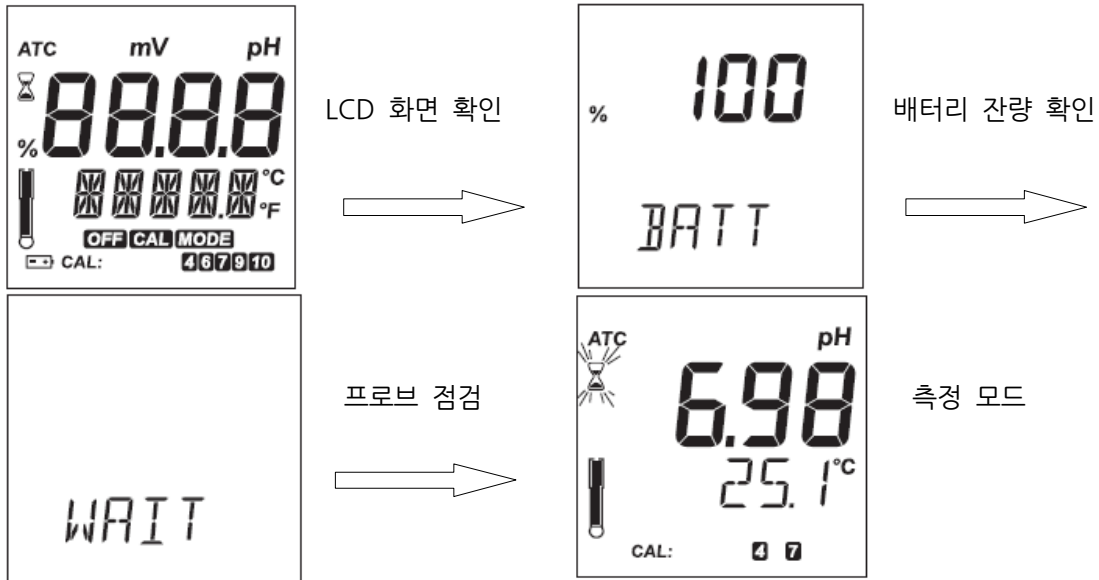 ATC mV pH
88.8.8
%
°C
°F
OFF CAL MODE
CAL: 4 6 7 9 10
LCD 화면 확인
100
%
BATT
배터리 잔량 확인
WAIT
프로브 점검
ATC pH
6.98
25.1 °C
CAL: 4 7
측정 모드